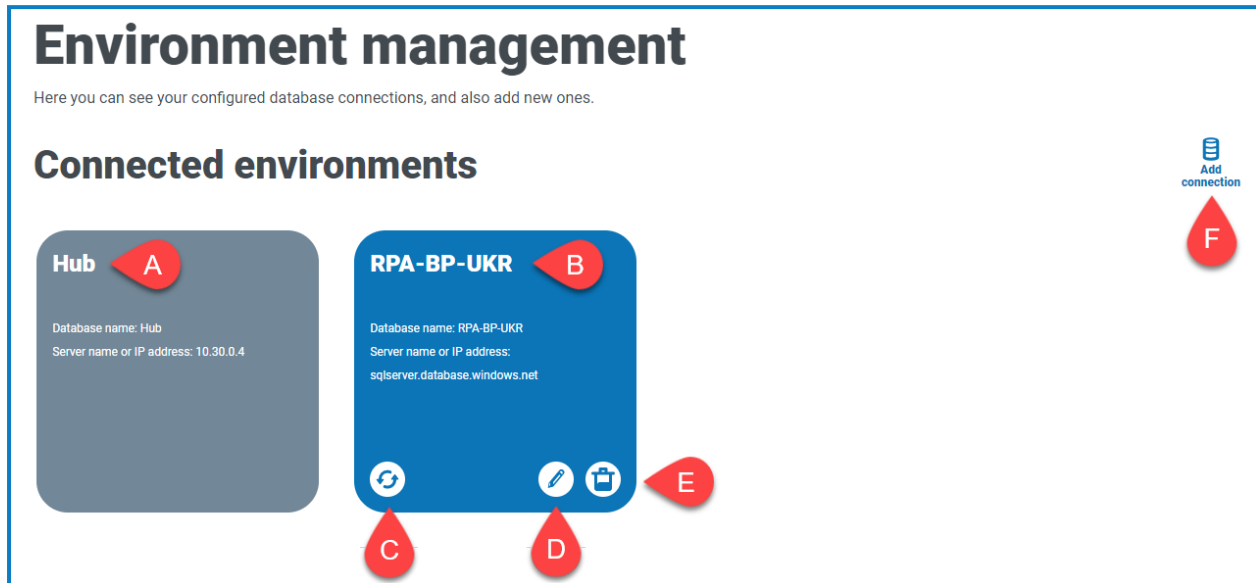 Environment management
Here you can see your configured database connections, and also add new ones.
Connected environments
Add
connection
F
Hub
A
Database name: Hub
Server name or IP address: 10.30.0.4
RPA-BP-UKR
B
Database name: RPA-BP-UKR
Server name or IP address:
sqlserver.database.windows.net
E
C
D